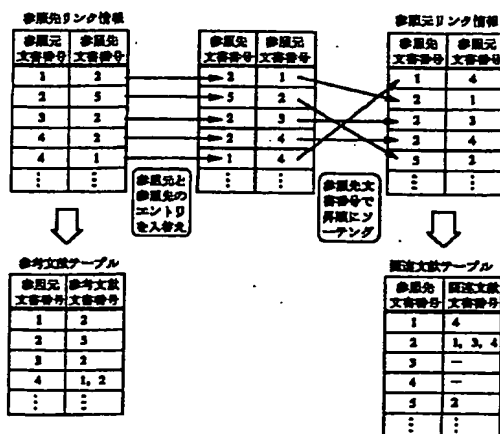 参照先リンク情報
参照元 参照先
文書番号 文書番号
1 2
2 5
3 2
4 2
4 1
⋮ ⋮
参照先 参照元
文書番号 文書番号
2 1
5 2
2 3
2 4
1 4
⋮ ⋮
参照元リンク情報
参照先 参照元
文書番号 文書番号
1 4
2 1
2 3
2 4
5 2
⋮ ⋮
参照元と
参照先の
エントリ
を入替え
参照先文
書番号で
昇順にソ
ーテング
参考文献テーブル
参照元 参考文献
文書番号 文書番号
1 2
2 5
3 2
4 1, 2
⋮ ⋮
関連文献テーブル
参照先 関連文献
文書番号 文書番号
1 4
2 1, 3, 4
3 —
4 —
5 2
⋮ ⋮